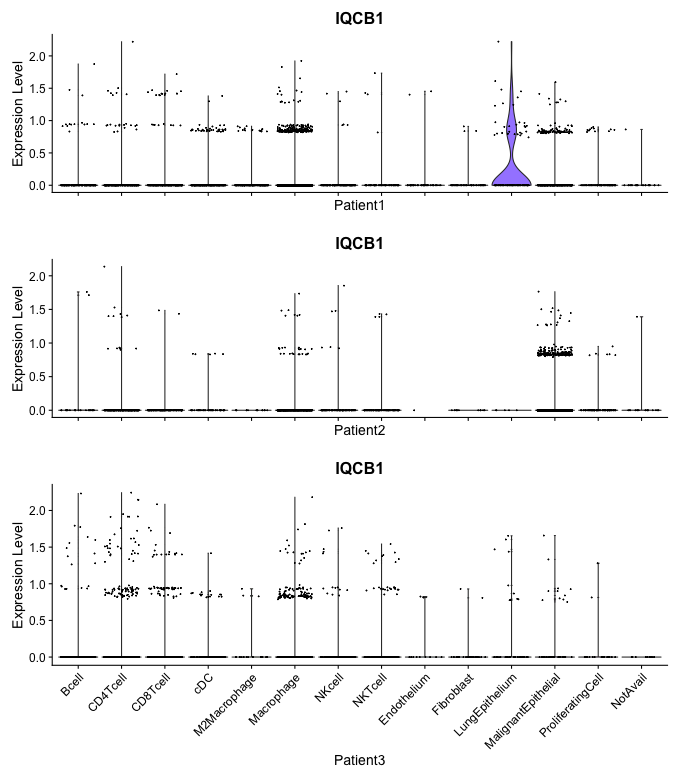 IQCB1
Expression Level
2.0
1.5
1.0
0.5
0.0
Patient1
IQCB1
Expression Level
2.0
1.5
1.0
0.5
0.0
Patient2
IQCB1
Expression Level
2.0
1.5
1.0
0.5
0.0
Bcell
CD4Tcell
CD8Tcell
cDC
M2Macrophage
Macrophage
NKcell
NKTcell
Endothelium
Fibroblast
LungEpithelium
MalignantEpithelial
ProliferatingCell
NotAvail
Patient3